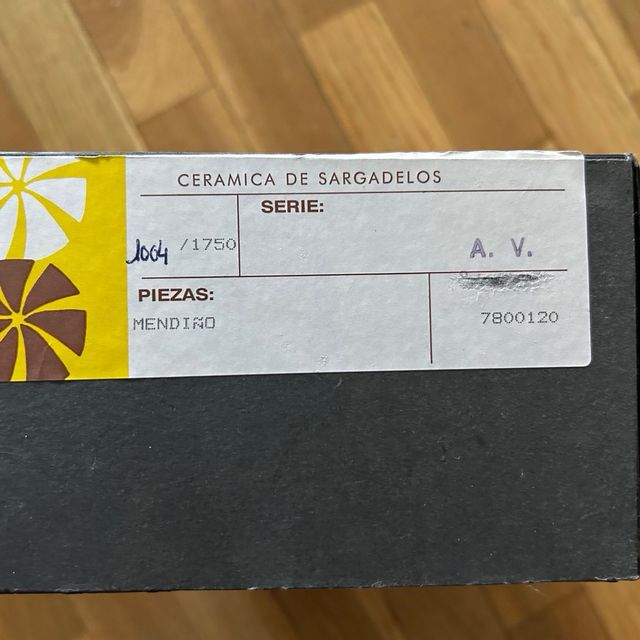 CERAMICA DE SARGADELOS
SERIE:
1004 /1750
A. V.
PIEZAS:
MENDIÑO
7800120